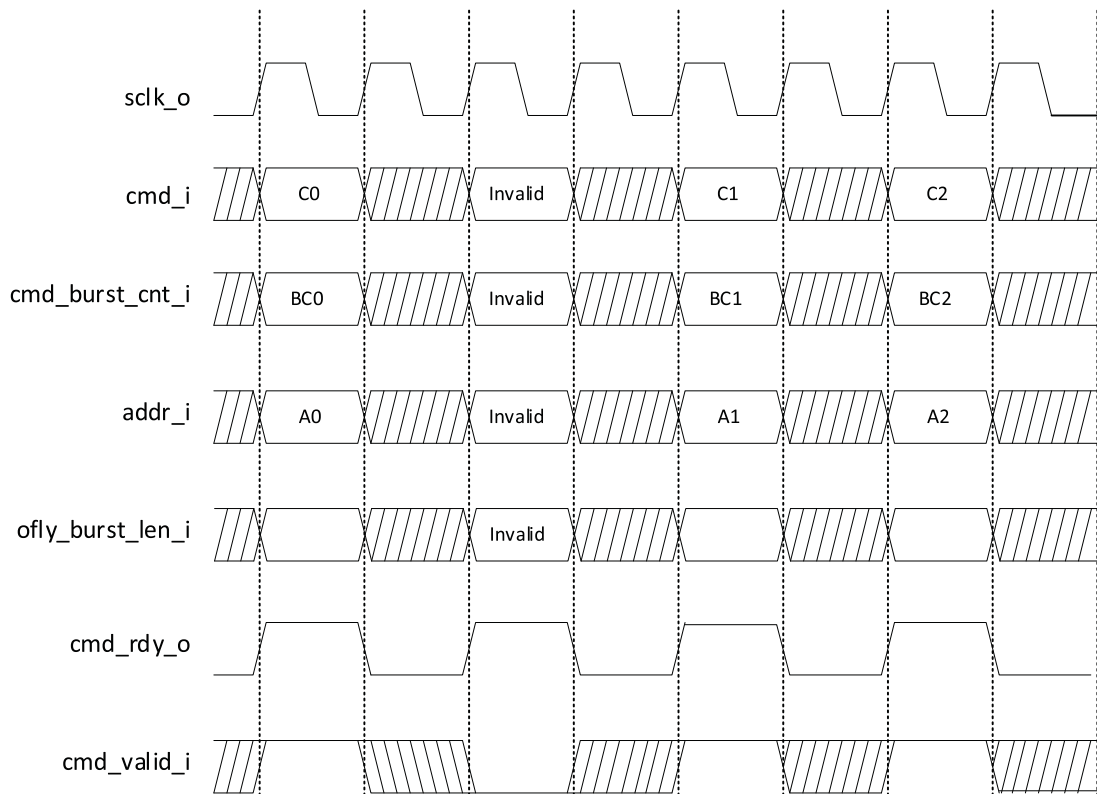 sclk_o
cmd_i C0 Invalid C1 C2
cmd_burst_cnt_i BC0 Invalid BC1 BC2
addr_i A0 Invalid A1 A2
ofly_burst_len_i Invalid
cmd_rdy_o
cmd_valid_i